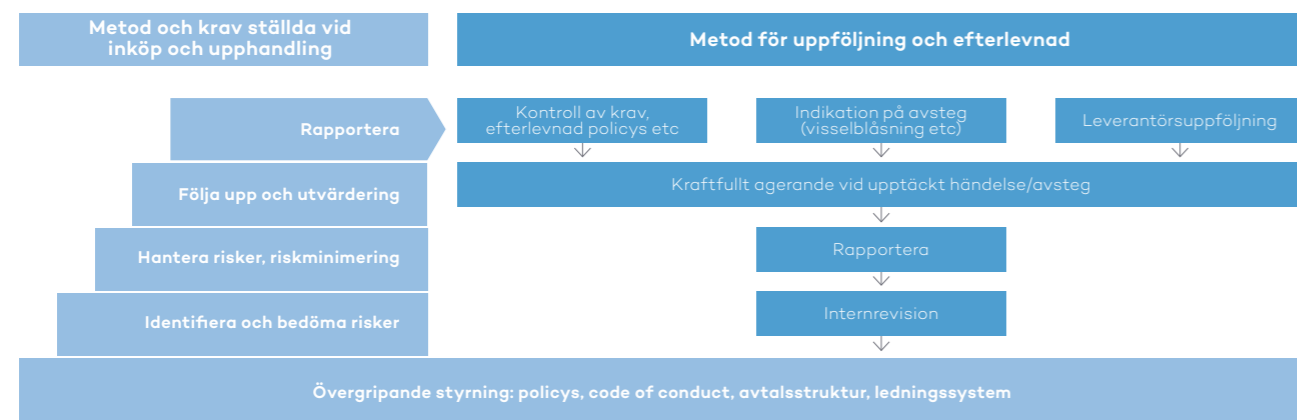 Metod och krav ställda vid
inköp och upphandling
Metod för uppföljning och efterlevnad
Rapportera
Kontroll av krav,
efterlevnad policys etc
Indikation på avsteg
(visselblåsning etc)
Leverantörsuppföljning
Följa upp och utvärdering
Kraftfullt agerande vid upptäckt händelse/avsteg
Hantera risker, riskminimering
Rapportera
Identifiera och bedöma risker
Internrevision
Övergripande styrning: policys, code of conduct, avtalsstruktur, ledningssystem